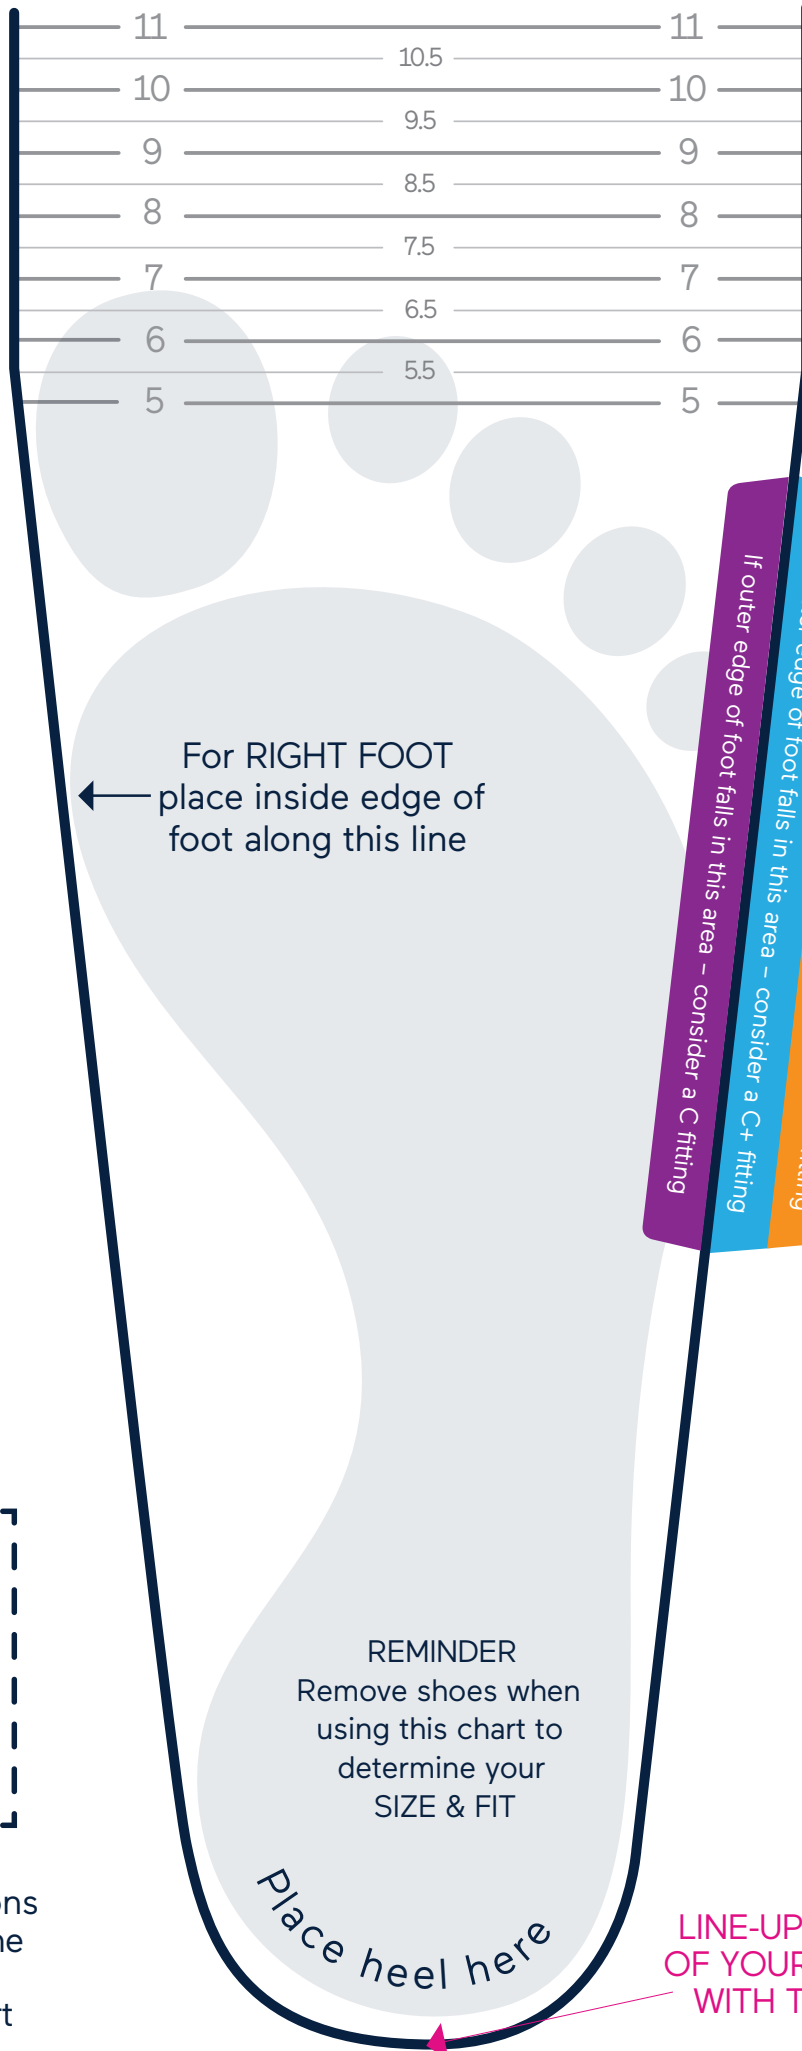 11 11
10.5
10 10
9.5
9 9
8.5
8 8
7.5
7 7
6.5
6 6
5.5
5 5
If outer edge of foot falls in this area – consider a C fitting
edge of foot falls in this area – consider a C+ fitting
For RIGHT FOOT
place inside edge of
foot along this line
REMINDER
Remove shoes when
using this chart to
determine your
SIZE & FIT
Place heel here
LINE-UP
OF YOUR
WITH T